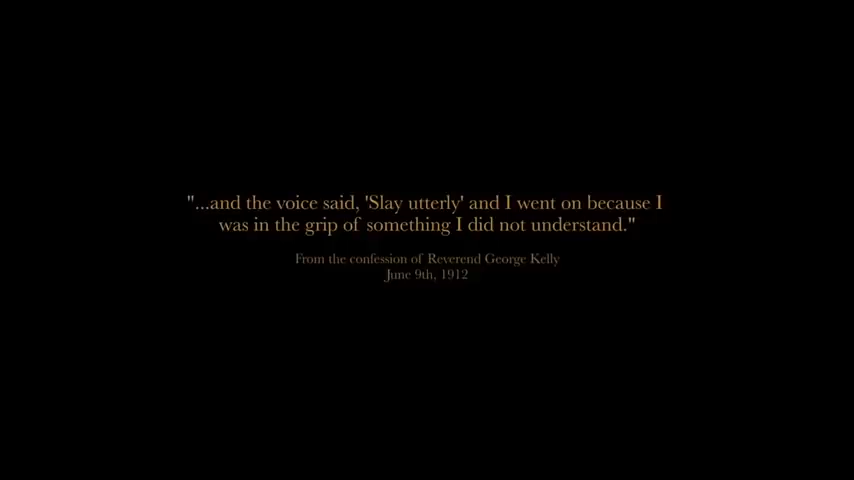 "...and the voice said, 'Slay utterly' and I went on because I
was in the grip of something I did not understand."
From the confession of Reverend George Kelly
June 9th, 1912